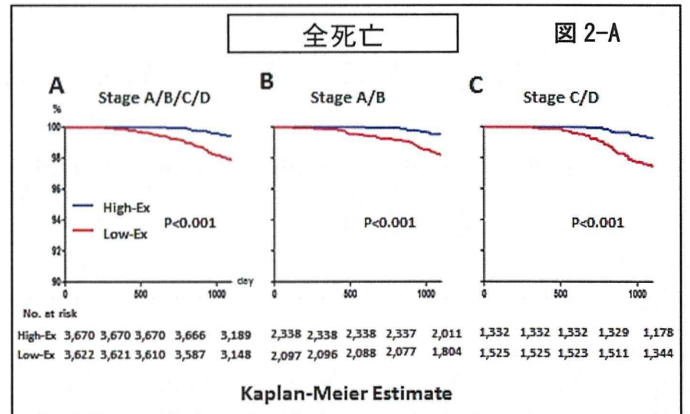 全死亡
図 2-A
A
Stage A/B/C/D
B
Stage A/B
C
Stage C/D
%
100
98
96
94
92
90
High-Ex
Low-Ex
P<0.001
P<0.001
P<0.001
0 500 1000 day
0 500 1000
0 500 1000
No. at risk
High-Ex 3,670 3,670 3,670 3,666 3,189 2,338 2,338 2,338 2,337 2,011 1,332 1,332 1,332 1,329 1,178
Low-Ex 3,622 3,621 3,610 3,587 3,148 2,097 2,096 2,088 2,077 1,804 1,525 1,525 1,523 1,511 1,344
Kaplan-Meier Estimate